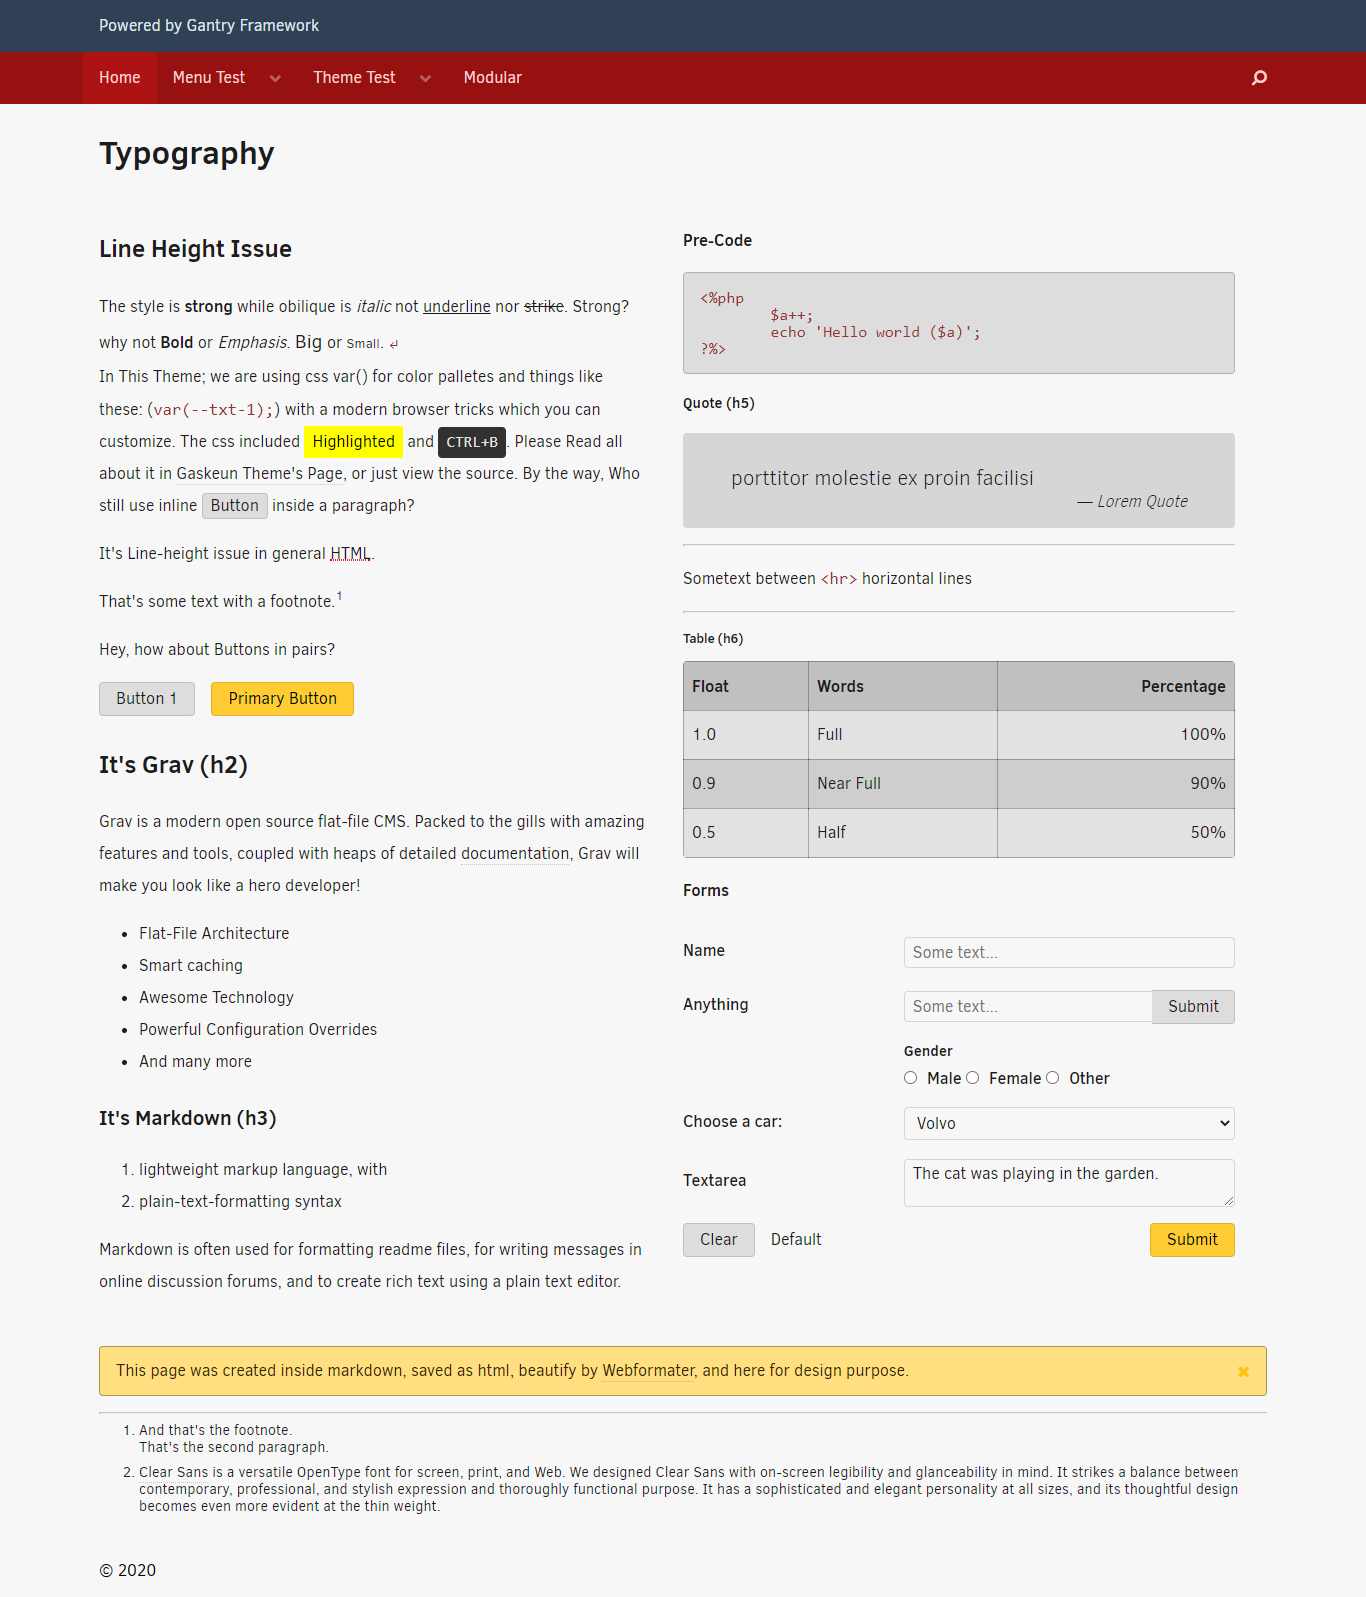 Powered by Gantry Framework
Home Menu Test Theme Test Modular
Typography
Line Height Issue
The style is strong while obilique is italic not underline nor strike. Strong?
why not Bold or Emphasis. Big or Small. ↲
In This Theme; we are using css var() for color palletes and things like
these: (var(--txt-1);) with a modern browser tricks which you can
customize. The css included Highlighted and CTRL+B. Please Read all
about it in Gaskeun Theme's Page, or just view the source. By the way, Who
still use inline Button inside a paragraph?
It's Line-height issue in general HTML.
That's some text with a footnote.1
Hey, how about Buttons in pairs?
Button 1 Primary Button
It's Grav (h2)
Grav is a modern open source flat-file CMS. Packed to the gills with amazing
features and tools, coupled with heaps of detailed documentation, Grav will
make you look like a hero developer!
• Flat-File Architecture
• Smart caching
• Awesome Technology
• Powerful Configuration Overrides
• And many more
It's Markdown (h3)
1. lightweight markup language, with
2. plain-text-formatting syntax
Markdown is often used for formatting readme files, for writing messages in
online discussion forums, and to create rich text using a plain text editor.
Pre-Code
<%php
$a++;
echo 'Hello world ($a)';
?%>
Quote (h5)
porttitor molestie ex proin facilisi
— Lorem Quote
Sometext between <hr> horizontal lines
Table (h6)
Float Words Percentage
1.0 Full 100%
0.9 Near Full 90%
0.5 Half 50%
Forms
Name Some text...
Anything Some text... Submit
Gender
Male Female Other
Choose a car: Volvo
Textarea The cat was playing in the garden.
Clear Default Submit
This page was created inside markdown, saved as html, beautify by Webformater, and here for design purpose.
1. And that's the footnote.
That's the second paragraph.
2. Clear Sans is a versatile OpenType font for screen, print, and Web. We designed Clear Sans with on-screen legibility and glanceability in mind. It strikes a balance between
contemporary, professional, and stylish expression and thoroughly functional purpose. It has a sophisticated and elegant personality at all sizes, and its thoughtful design
becomes even more evident at the thin weight.
© 2020